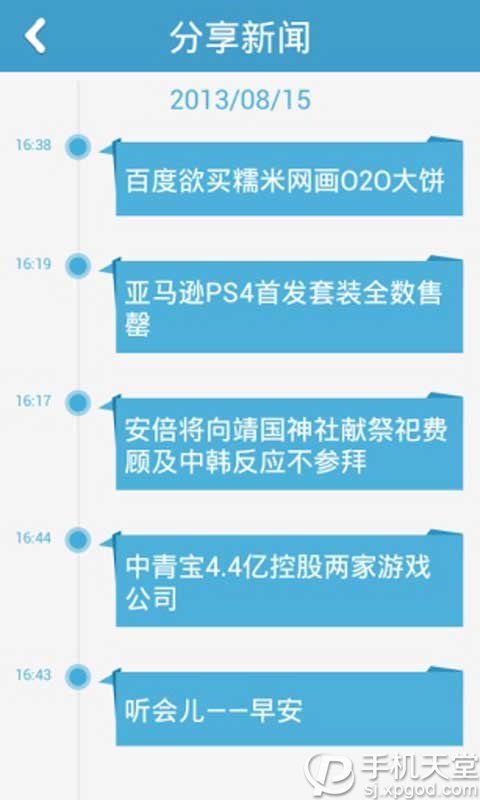 分享新闻
2013/08/15
16:38
百度欲买糯米网画O2O大饼
16:19
亚马逊PS4首发套装全数售
罄
16:17
安倍将向靖国神社献祭祀费
顾及中韩反应不参拜
16:44
中青宝4.4亿控股两家游戏
公司
16:43
听会儿——早安
手机天堂
sj.xpgod.com